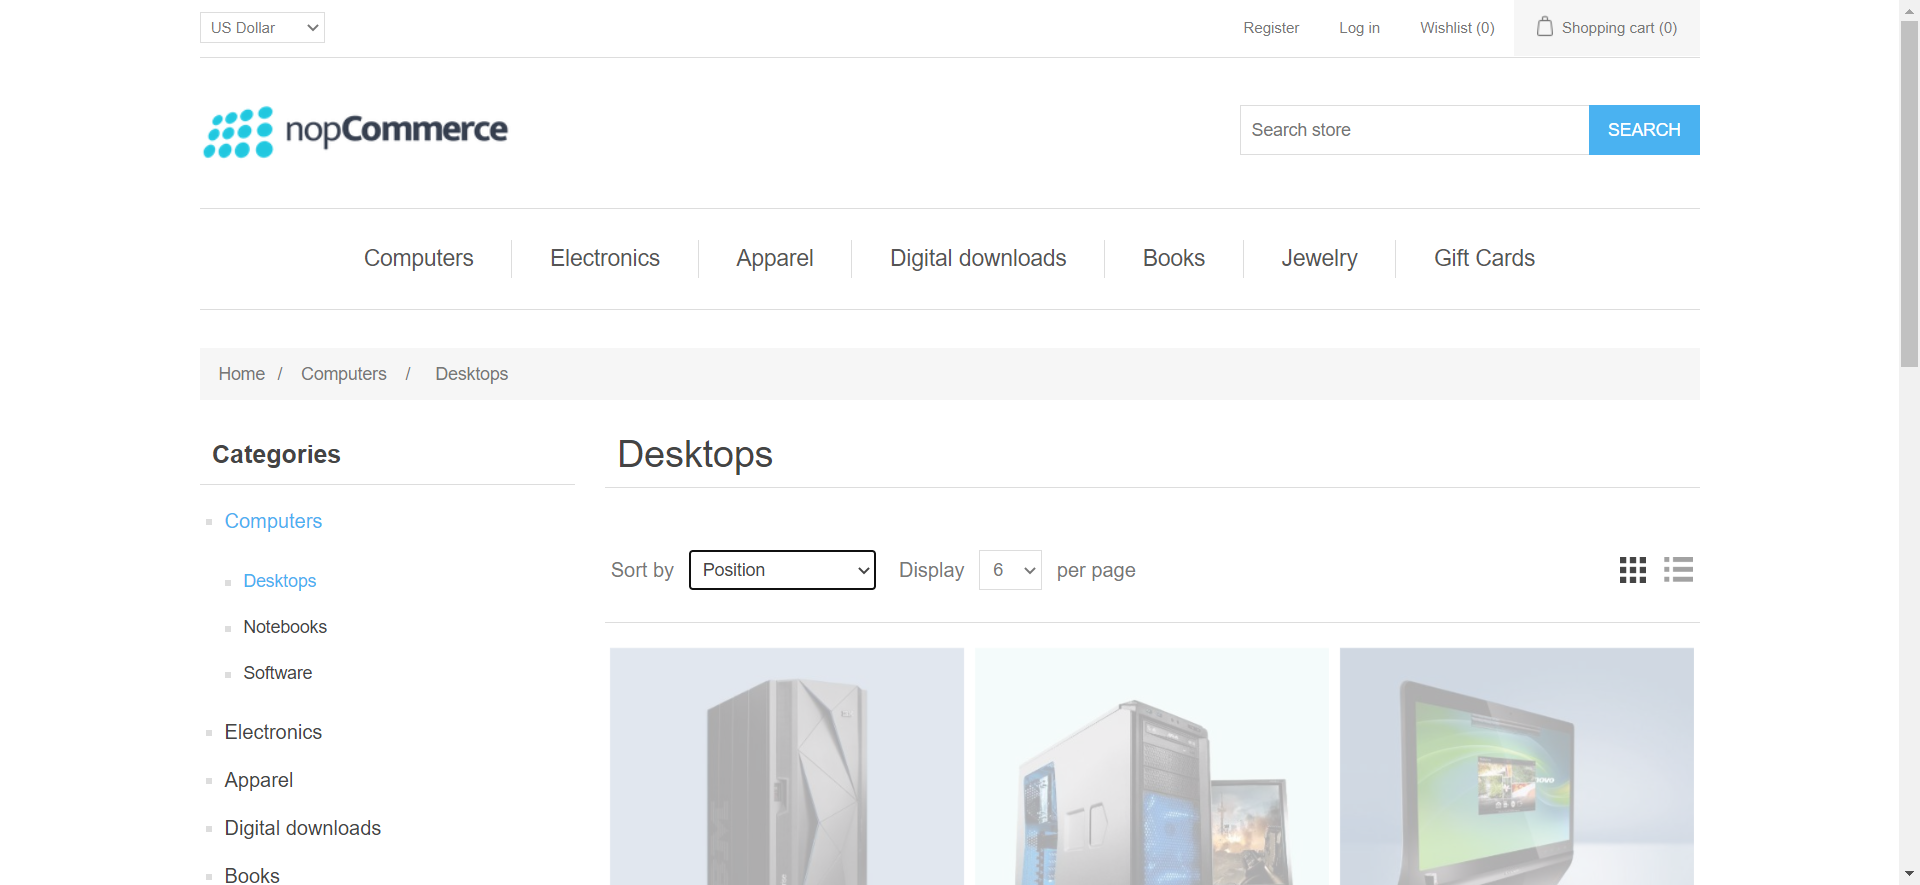 US Dollar
Register
Log in
Wishlist (0)
Shopping cart (0)
nopCommerce
Search store
SEARCH
Computers
Electronics
Apparel
Digital downloads
Books
Jewelry
Gift Cards
Home / Computers / Desktops
Categories
Computers
Desktops
Notebooks
Software
Electronics
Apparel
Digital downloads
Books
Desktops
Sort by Position Display 6 per page